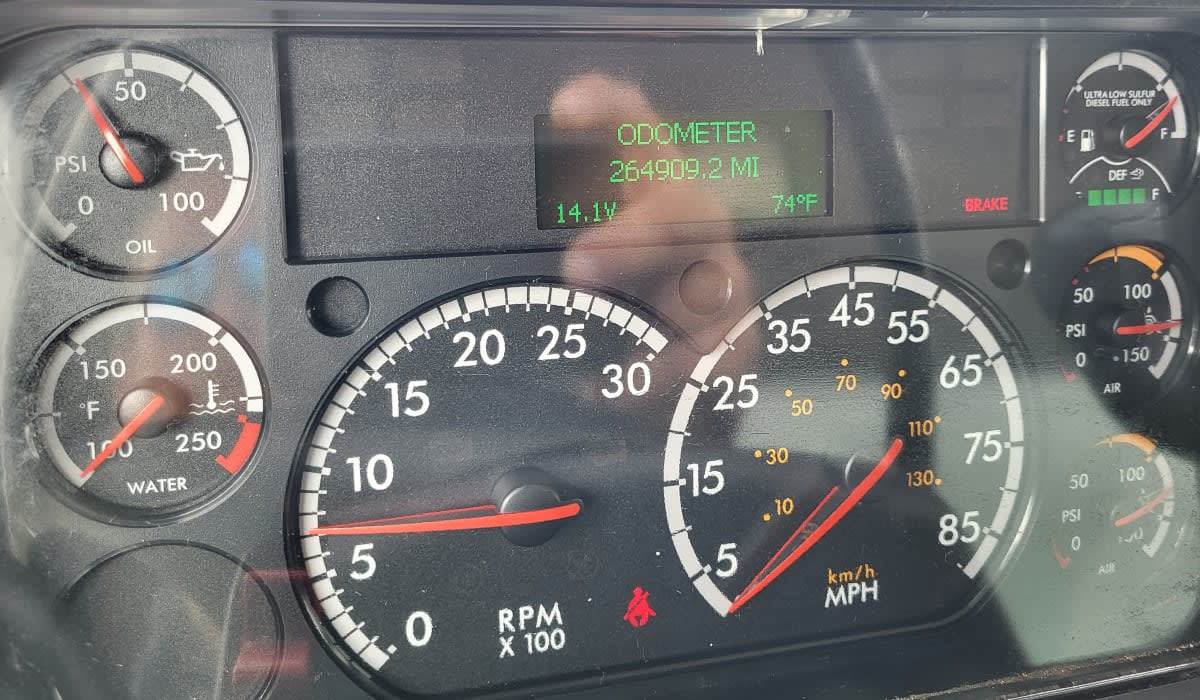 50
PSI
0
100
OIL
150
200
°F
100
250
WATER
ODOMETER
264909.2 MI
14.1V
74°F
BRAKE
0
5
10
15
20
25
30
RPM
X 100
5
15
25
35
45
55
65
75
85
10
30
50
70
90
110
130
km/h
MPH
ULTRA LOW SULFUR
DIESEL FUEL ONLY
E
F
DEF
F
50
100
PSI
0
150
AIR
50
100
PSI
0
AIR